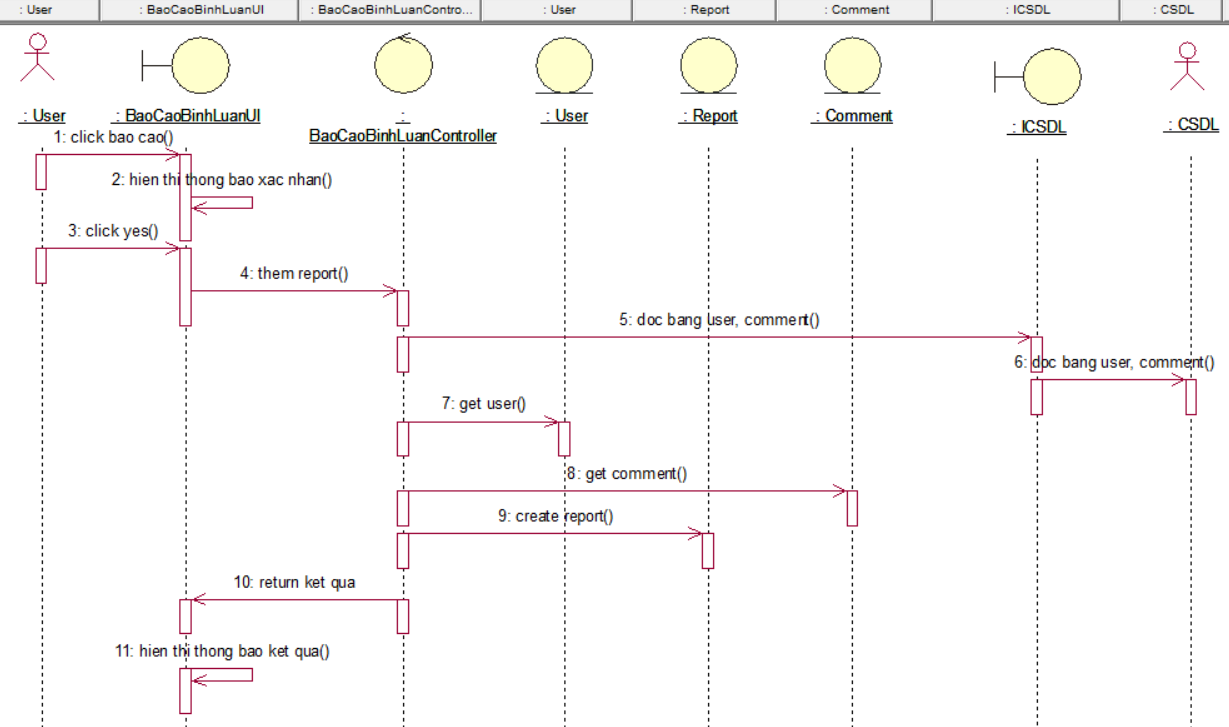 : User
: BaoCaoBinhLuanUI
: BaoCaoBinhLuanContro...
: User
: Report
: Comment
: ICSDL
: CSDL
: User
: BaoCaoBinhLuanUI
:
BaoCaoBinhLuanController
: User
: Report
: Comment
: ICSDL
: CSDL
1: click bao cao()
2: hien thi thong bao xac nhan()
3: click yes()
4: them report()
5: doc bang user, comment()
6: doc bang user, comment()
7: get user()
8: get comment()
9: create report()
10: return ket qua
11: hien thi thong bao ket qua()